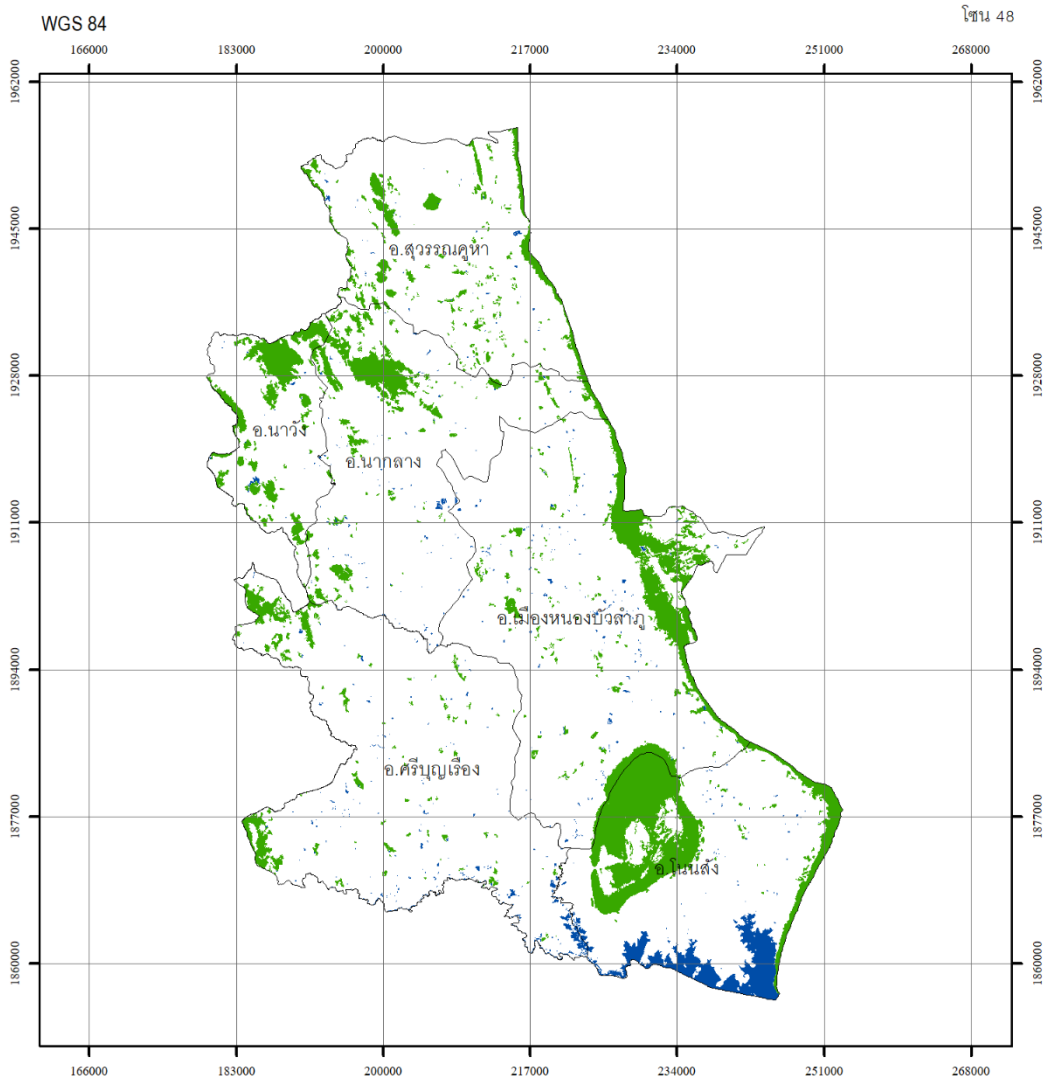 WGS 84
โซน 48
166000 183000 200000 217000 234000 251000 268000
1962000 1962000
1945000 1945000
อ.สุวรรณคูหา
1928000 1928000
อ.นาวัง
อ.นากลาง
1911000 1911000
อ.เมืองหนองบัวลำภู
1894000 1894000
อ.ศรีบุญเรือง
1877000 1877000
อ.โนนสัง
1860000 1860000
166000 183000 200000 217000 234000 251000 268000